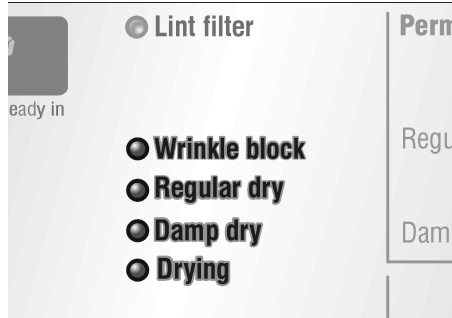 Lint filter
Perm
eady in
Wrinkle block
Regu
Regular dry
Damp dry
Dam
Drying